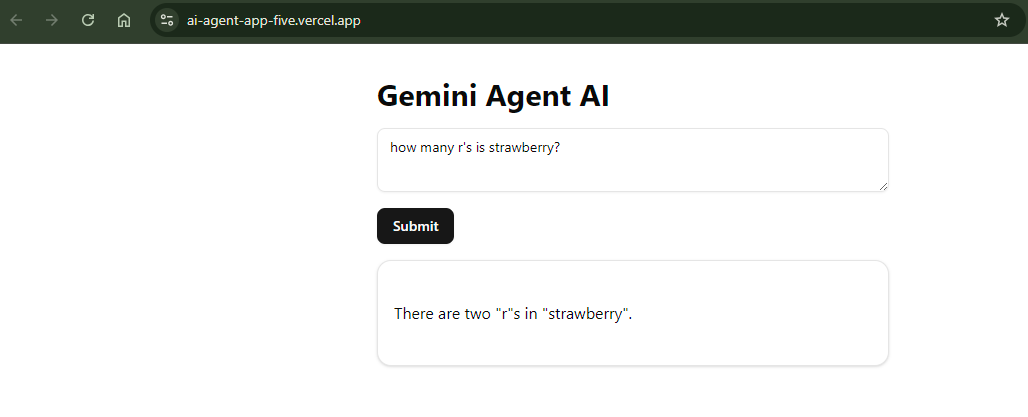 ai-agent-app-five.vercel.app
Gemini Agent AI
how many r's is strawberry?
Submit
There are two "r"s in "strawberry".